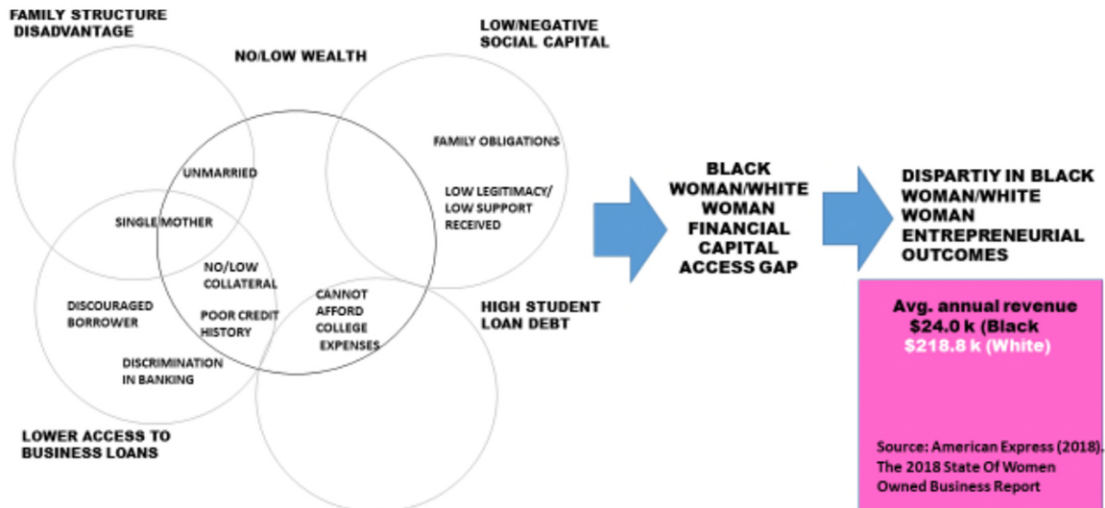 FAMILY STRUCTURE
DISADVANTAGE
NO/LOW WEALTH
LOW/NEGATIVE
SOCIAL CAPITAL
UNMARRIED
SINGLE MOTHER
NO/LOW
COLLATERAL
POOR CREDIT
HISTORY
DISCOURAGED
BORROWER
DISCRIMINATION
IN BANKING
LOWER ACCESS TO
BUSINESS LOANS
CANNOT
AFFORD
COLLEGE
EXPENSES
FAMILY OBLIGATIONS
LOW LEGITIMACY/
LOW SUPPORT
RECEIVED
HIGH STUDENT
LOAN DEBT
BLACK
WOMAN/WHITE
WOMAN
FINANCIAL
CAPITAL
ACCESS GAP
DISPARTIY IN BLACK
WOMAN/WHITE
WOMAN
ENTREPRENEURIAL
OUTCOMES
Avg. annual revenue
$24.0 k (Black
$218.8 k (White)
Source: American Express (2018).
The 2018 State Of Women
Owned Business Report